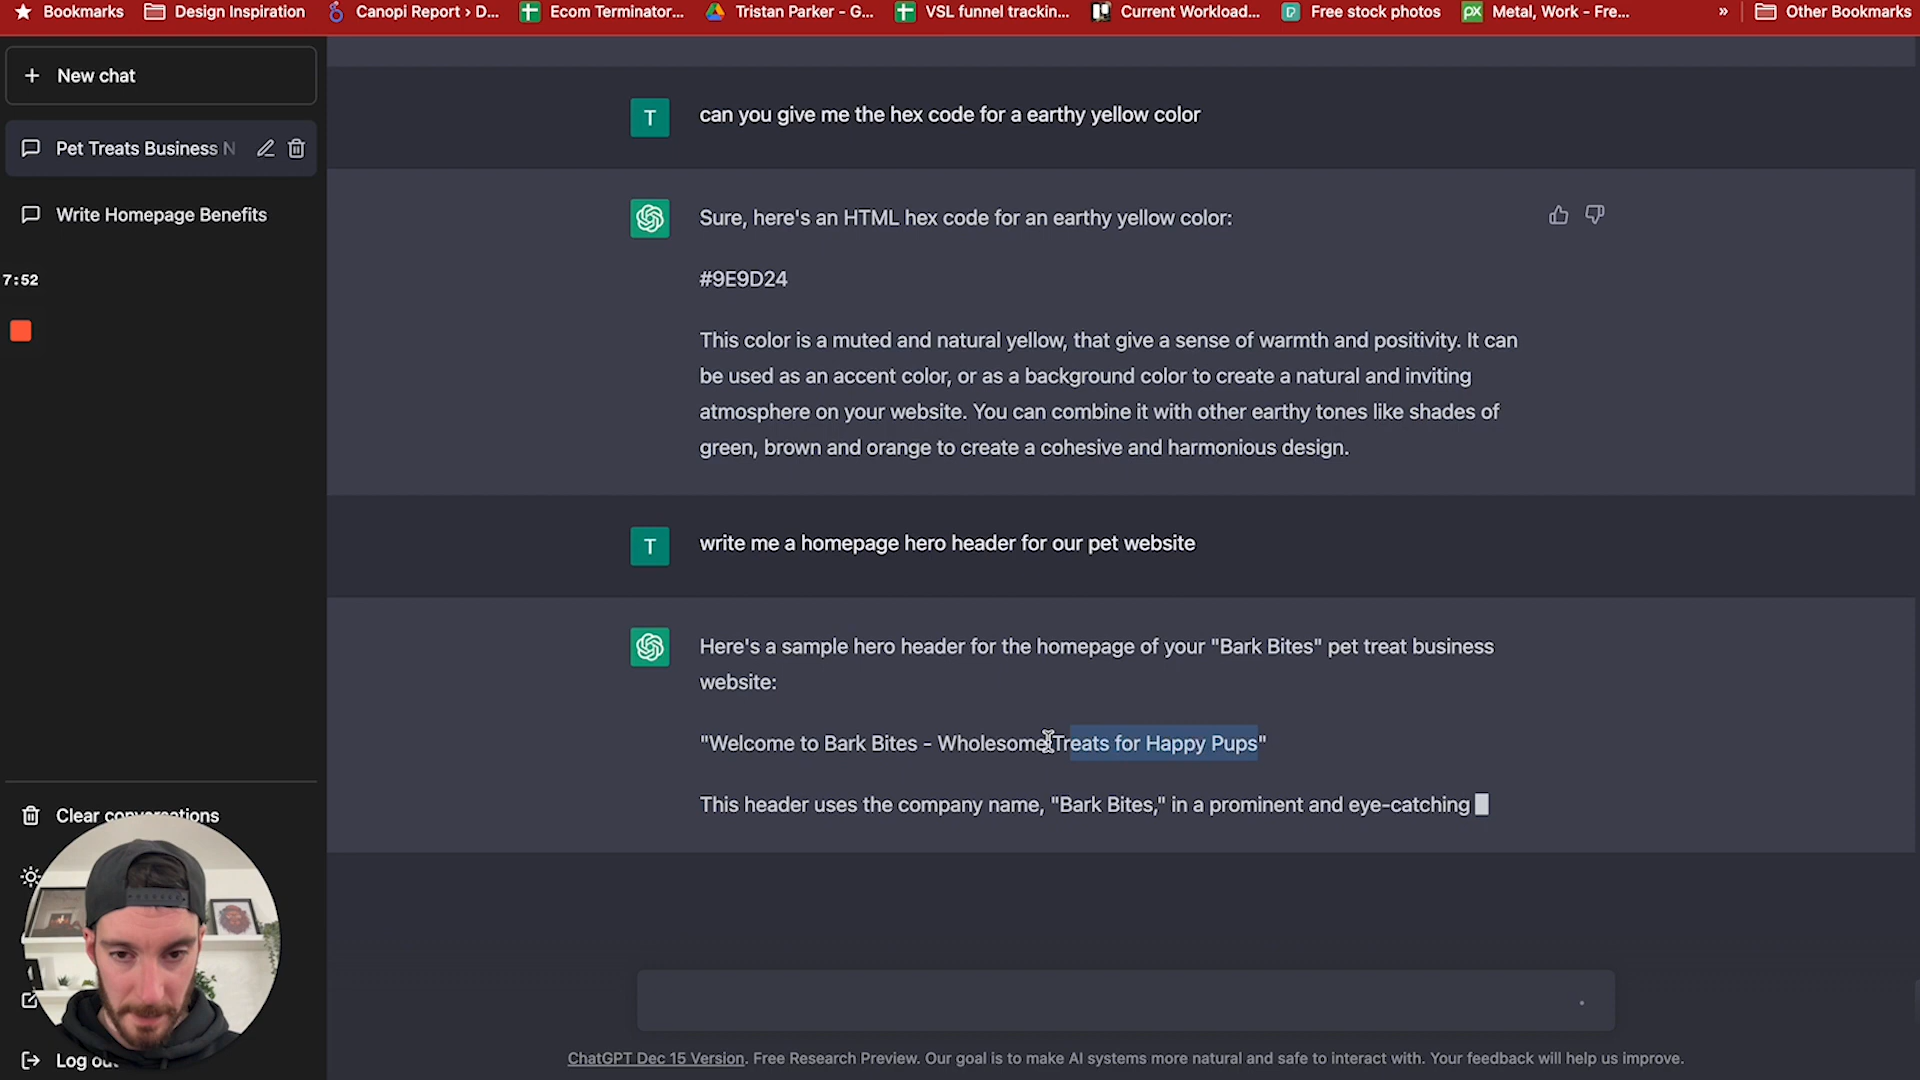 Bookmarks Design Inspiration Canopi Report › D... Ecom Terminator... Tristan Parker - G... VSL funnel trackin... Current Workload... Free stock photos Metal, Work - Fre... » Other Bookmarks
+ New chat
Pet Treats Business N
Write Homepage Benefits
7:52
T can you give me the hex code for a earthy yellow color
Sure, here's an HTML hex code for an earthy yellow color:
#9E9D24
This color is a muted and natural yellow, that give a sense of warmth and positivity. It can
be used as an accent color, or as a background color to create a natural and inviting
atmosphere on your website. You can combine it with other earthy tones like shades of
green, brown and orange to create a cohesive and harmonious design.
T write me a homepage hero header for our pet website
Here's a sample hero header for the homepage of your "Bark Bites" pet treat business
website:
"Welcome to Bark Bites - Wholesome Treats for Happy Pups"
This header uses the company name, "Bark Bites," in a prominent and eye-catching
Clear conversations
Log ou
ChatGPT Dec 15 Version. Free Research Preview. Our goal is to make AI systems more natural and safe to interact with. Your feedback will help us improve.